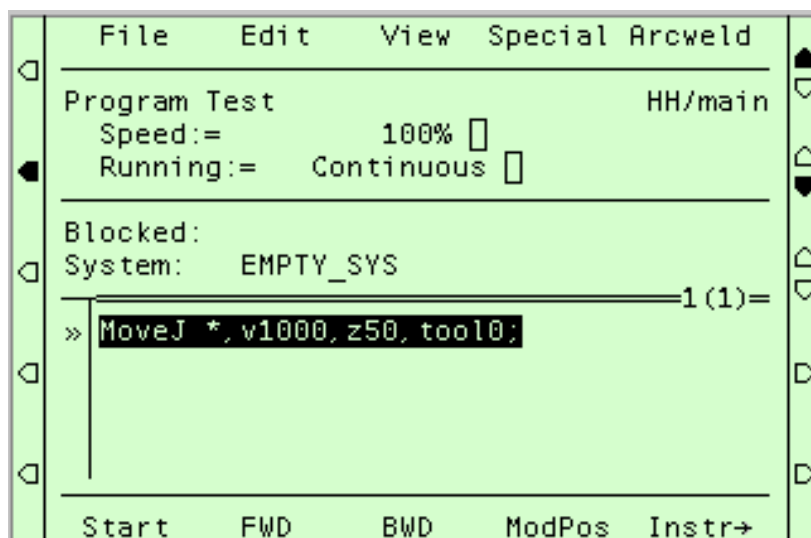 File Edit View Special Arcweld
Program Test HH/main
Speed:= 100%
Running:= Continuous
Blocked:
System: EMPTY_SYS
1(1)=
» MoveJ *,v1000,z50,tool0;
Start FWD BWD ModPos Instr→